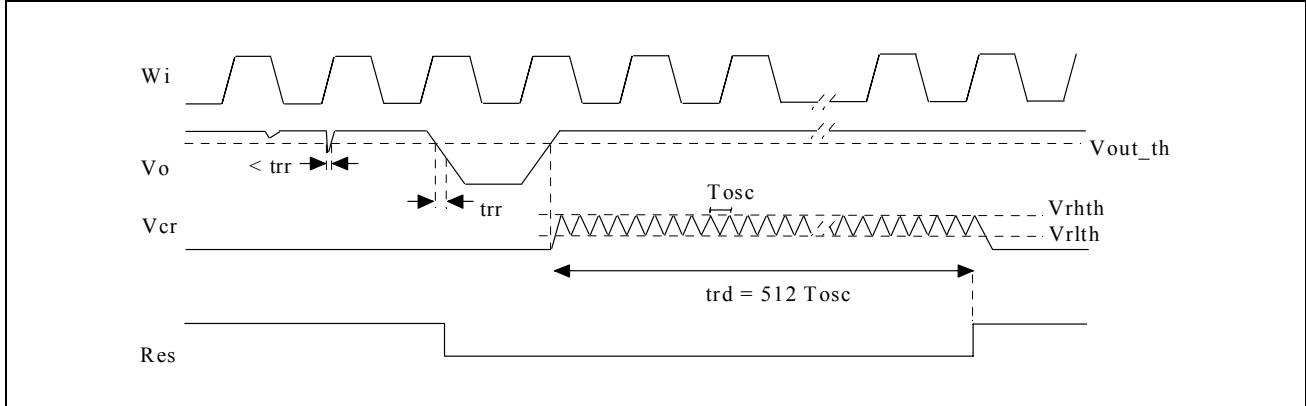 Wi
Vout_th
< trr
Vo
Tosc
trr
Vrhth
Vcr
Vrlth
trd = 512 Tosc
Res